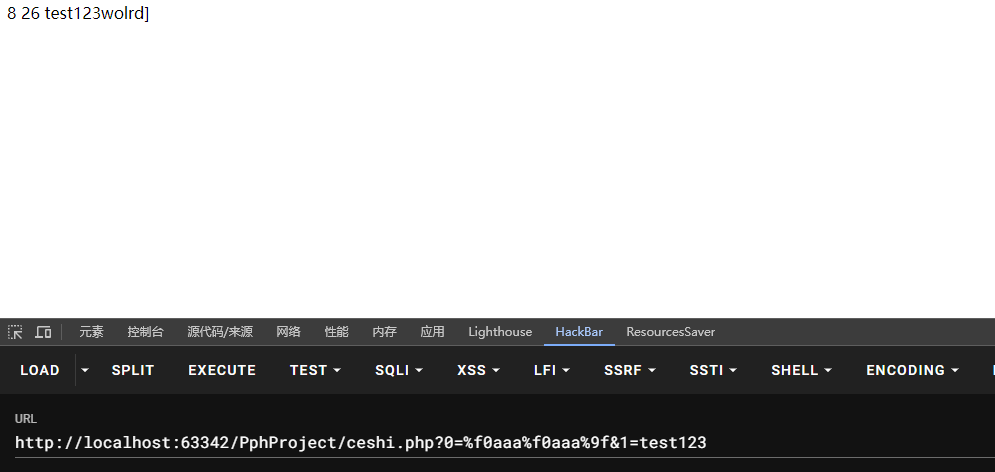 8 26 test123wolrd]
元素 控制台 源代码/来源 网络 性能 内存 应用 Lighthouse HackBar ResourcesSaver
LOAD SPLIT EXECUTE TEST SQLI XSS LFI SSRF SSTI SHELL ENCODING
URL
http://localhost:63342/PphProject/ceshi.php?0=%f0aaa%f0aaa%9f&1=test123